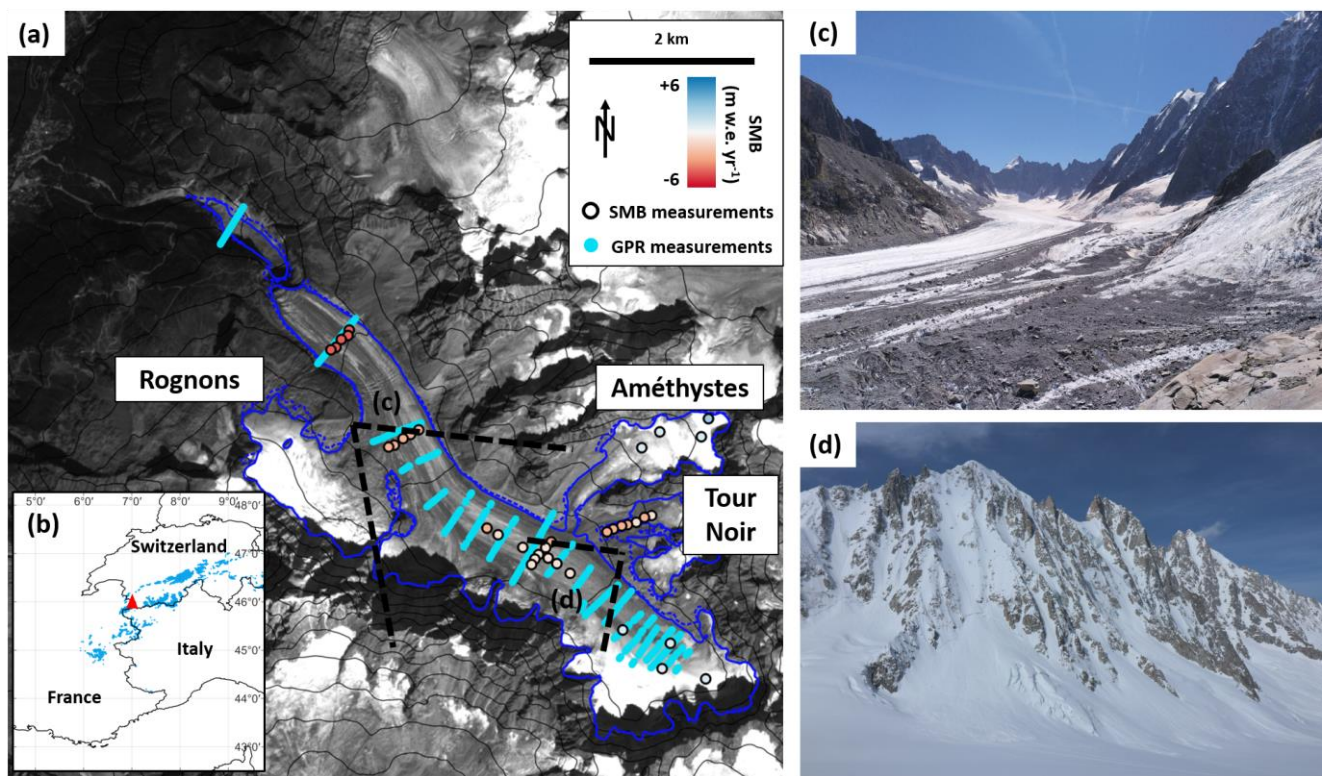 (a)
2 km
N
+6
-6
SMB
(m w.e. yr⁻¹)
SMB measurements
GPR measurements
Rognons
(c)
Améthystes
Tour
Noir
(d)
(b)
5°0' 6°0' 7°0' 8°0' 9°0'
48°0'
47°0'
46°0'
45°0'
44°0'
43°0'
Switzerland
Italy
France
(c)
(d)